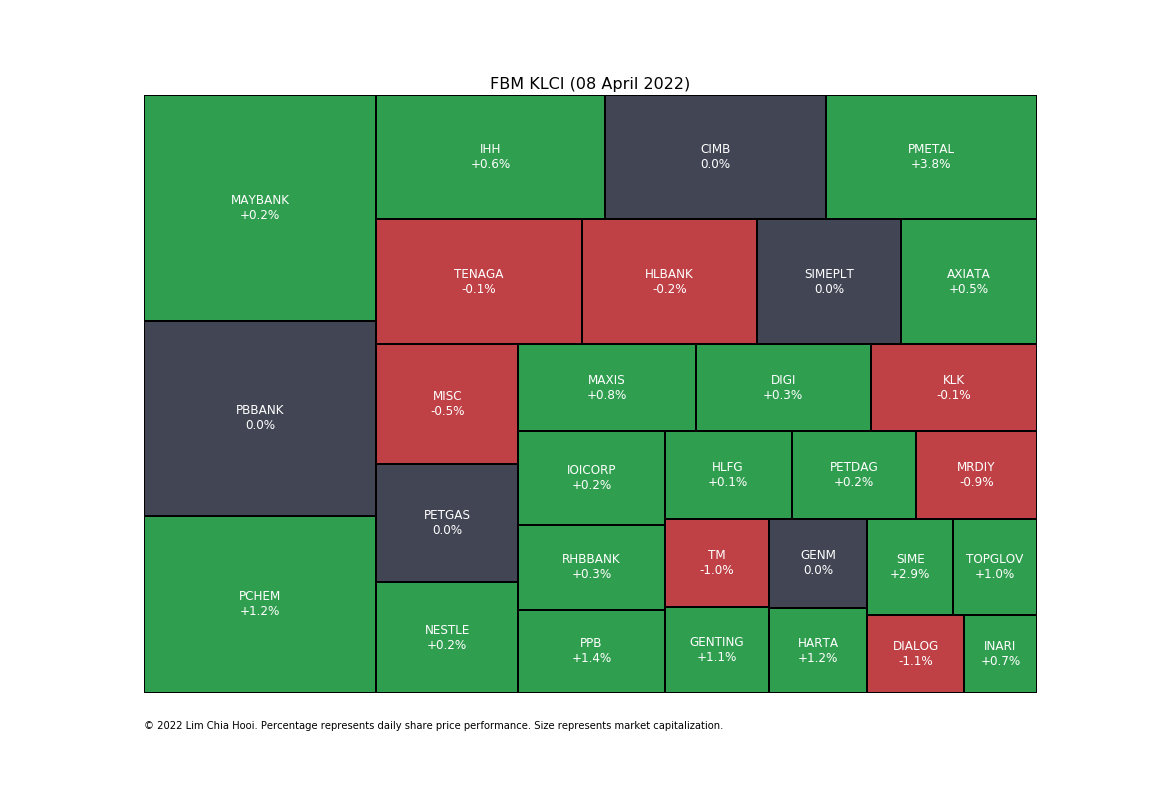 FBM KLCI (08 April 2022)
MAYBANK
+0.2%
IHH
+0.6%
CIMB
0.0%
PMETAL
+3.8%
TENAGA
-0.1%
HLBANK
-0.2%
SIMEPLT
0.0%
AXIATA
+0.5%
PBBANK
0.0%
MISC
-0.5%
MAXIS
+0.8%
DIGI
+0.3%
KLK
-0.1%
IOICORP
+0.2%
HLFG
+0.1%
PETDAG
+0.2%
MRDIY
-0.9%
PETGAS
0.0%
RHBBANK
+0.3%
TM
-1.0%
GENM
0.0%
SIME
+2.9%
TOPGLOV
+1.0%
PCHEM
+1.2%
NESTLE
+0.2%
PPB
+1.4%
GENTING
+1.1%
HARTA
+1.2%
DIALOG
-1.1%
INARI
+0.7%
© 2022 Lim Chia Hooi. Percentage represents daily share price performance. Size represents market capitalization.